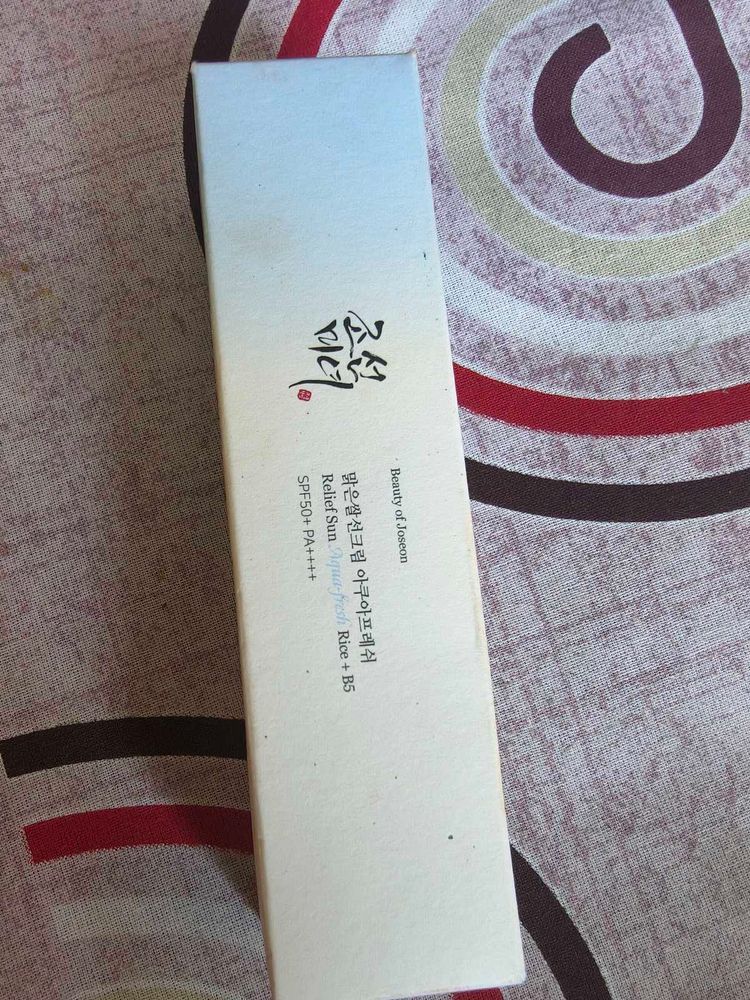 조선
미녀
Beauty of Joseon
맑은쌀선크림 아쿠아프레쉬
Relief Sun Aqua-fresh Rice + B5
SPF50+ PA++++